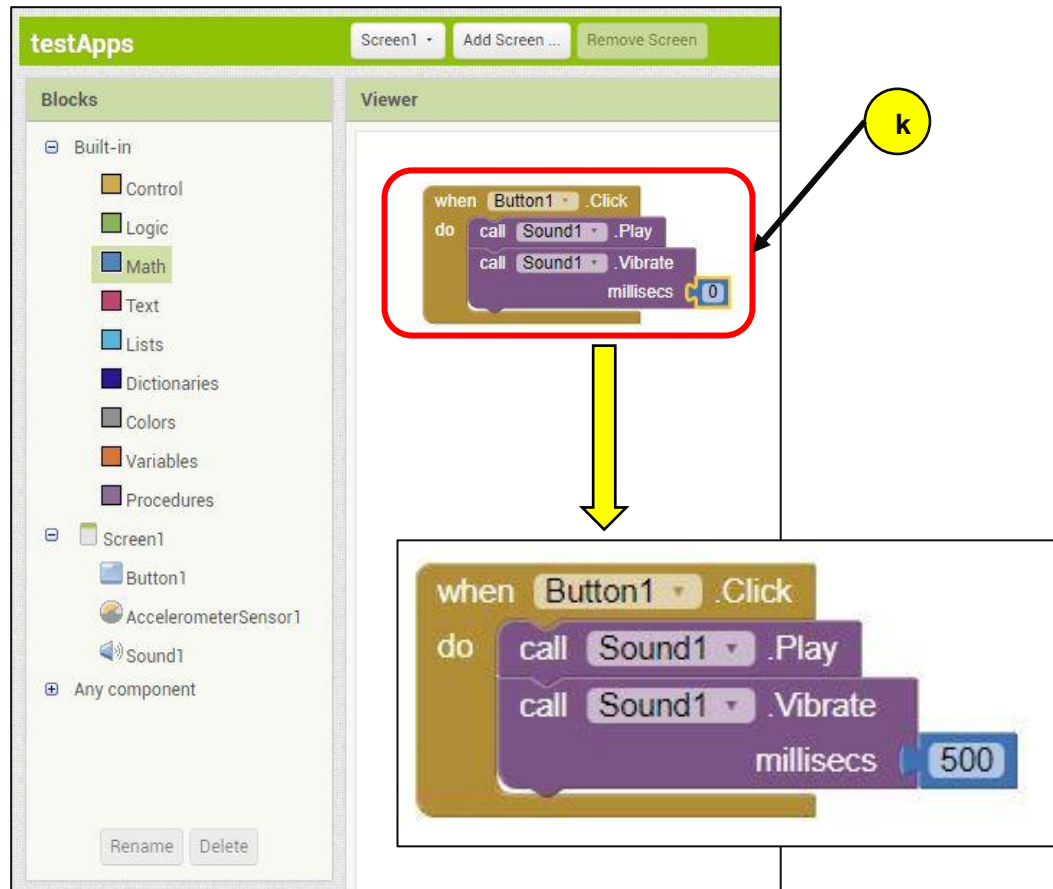 testApps
Screen1
Add Screen ...
Remove Screen
Blocks
Viewer
k
Built-in
Control
Logic
Math
Text
Lists
Dictionaries
Colors
Variables
Procedures
Screen1
Button1
AccelerometerSensor1
Sound1
Any component
Rename
Delete
when Button1 .Click
do call Sound1 .Play
call Sound1 .Vibrate
millisecs 0
when Button1 .Click
do call Sound1 .Play
call Sound1 .Vibrate
millisecs 500